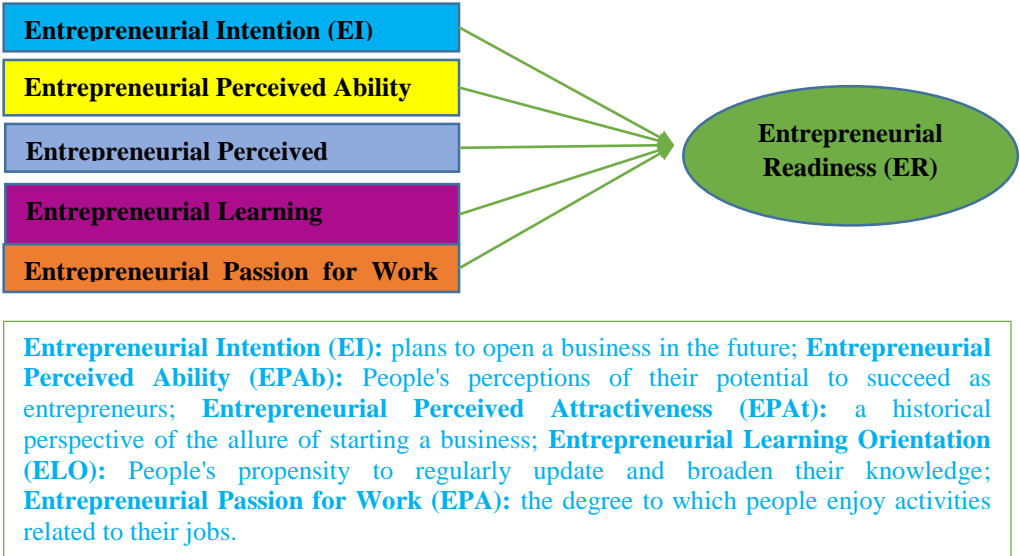 Entrepreneurial Intention (EI)
Entrepreneurial Perceived Ability
Entrepreneurial Perceived
Entrepreneurial Learning
Entrepreneurial Passion for Work
Entrepreneurial
Readiness (ER)
Entrepreneurial Intention (EI): plans to open a business in the future; Entrepreneurial
Perceived Ability (EPAb): People's perceptions of their potential to succeed as
entrepreneurs; Entrepreneurial Perceived Attractiveness (EPAt): a historical
perspective of the allure of starting a business; Entrepreneurial Learning Orientation
(ELO): People's propensity to regularly update and broaden their knowledge;
Entrepreneurial Passion for Work (EPA): the degree to which people enjoy activities
related to their jobs.